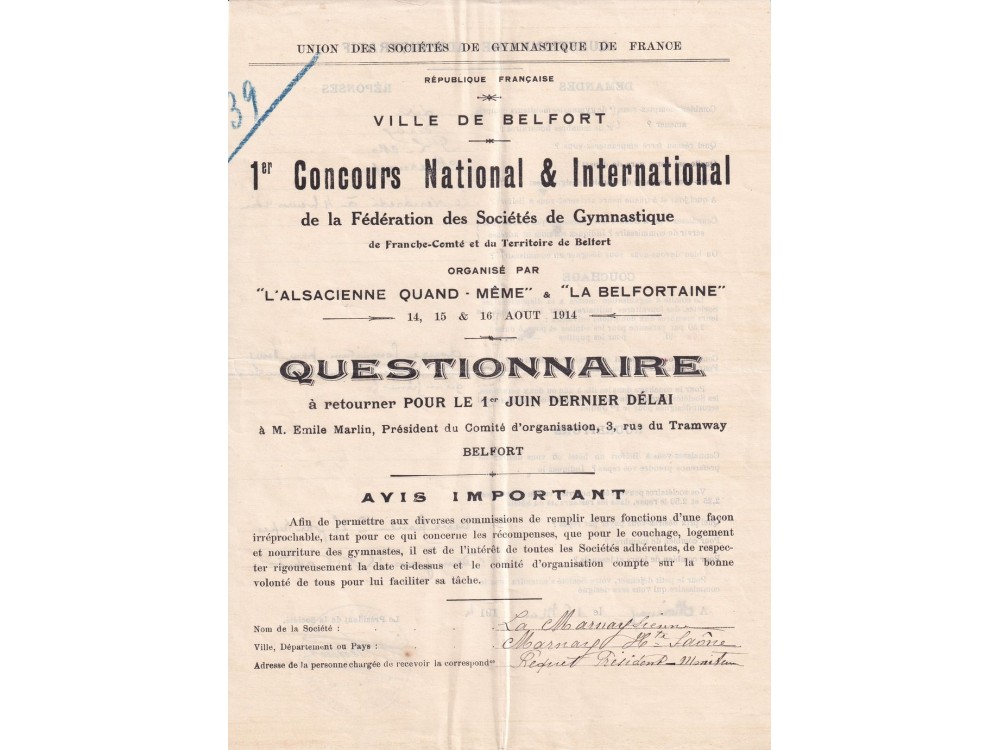 UNION DES SOCIÉTÉS DE GYMNASTIQUE DE FRANCE
39
RÉPUBLIQUE FRANÇAISE
VILLE DE BELFORT
1er Concours National & International
de la Fédération des Sociétés de Gymnastique
de Franche-Comté et du Territoire de Belfort
ORGANISÉ PAR
"L'ALSACIENNE QUAND - MÊME" & "LA BELFORTAINE"
14, 15 & 16 AOUT 1914
QUESTIONNAIRE
à retourner POUR LE 1er JUIN DERNIER DÉLAI
à M. Emile Marlin, Président du Comité d'organisation, 3, rue du Tramway
BELFORT
AVIS IMPORTANT
Afin de permettre aux diverses commissions de remplir leurs fonctions d'une façon
irréprochable, tant pour ce qui concerne les récompenses, que pour le couchage, logement
et nourriture des gymnastes, il est de l'intérêt de toutes les Sociétés adhérentes, de respec-
ter rigoureusement la date ci-dessus et le comité d'organisation compte sur la bonne
volonté de tous pour lui faciliter sa tâche.
Nom de la Société : La Marnaysienne
Ville, Département ou Pays : Marnay Hte Saône
Adresse de la personne chargée de recevoir la correspondce Président